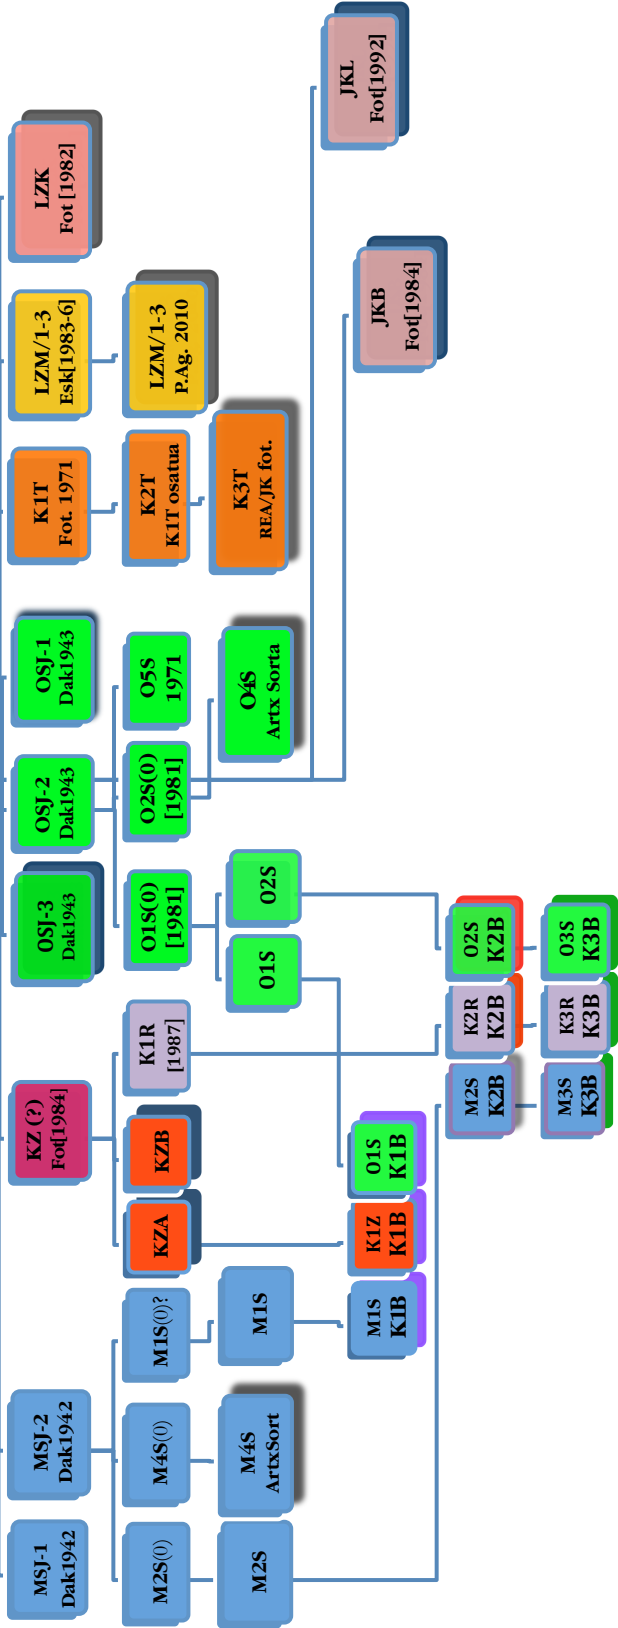 MSJ-1
Dak1942
MSJ-2
Dak1942
KZ (?)
Fot[1984]
OSJ-3
Dak1943
OSJ-2
Dak1943
OSJ-1
Dak1943
K1T
Fot. 1971
LZM/1-3
Esk[1983-6]
LZK
Fot [1982]
M2S(0)
M4S(0)
M1S(0)?
KZA
KZB
K1R
[1987]
O1S(0)
[1981]
O2S(0)
[1981]
O5S
1971
K2T
K1T osatua
LZM/1-3
P.Ag. 2010
M2S
M4S
ArtxSort
M1S
O1S
O2S
O4S
Artx Sorta
K3T
REA/JK fot.
JKL
Fot[1992]
M1S
K1B
K1Z
K1B
O1S
K1B
JKB
Fot[1984]
M2S
K2B
K2R
K2B
O2S
K2B
M3S
K3B
K3R
K3B
O3S
K3B